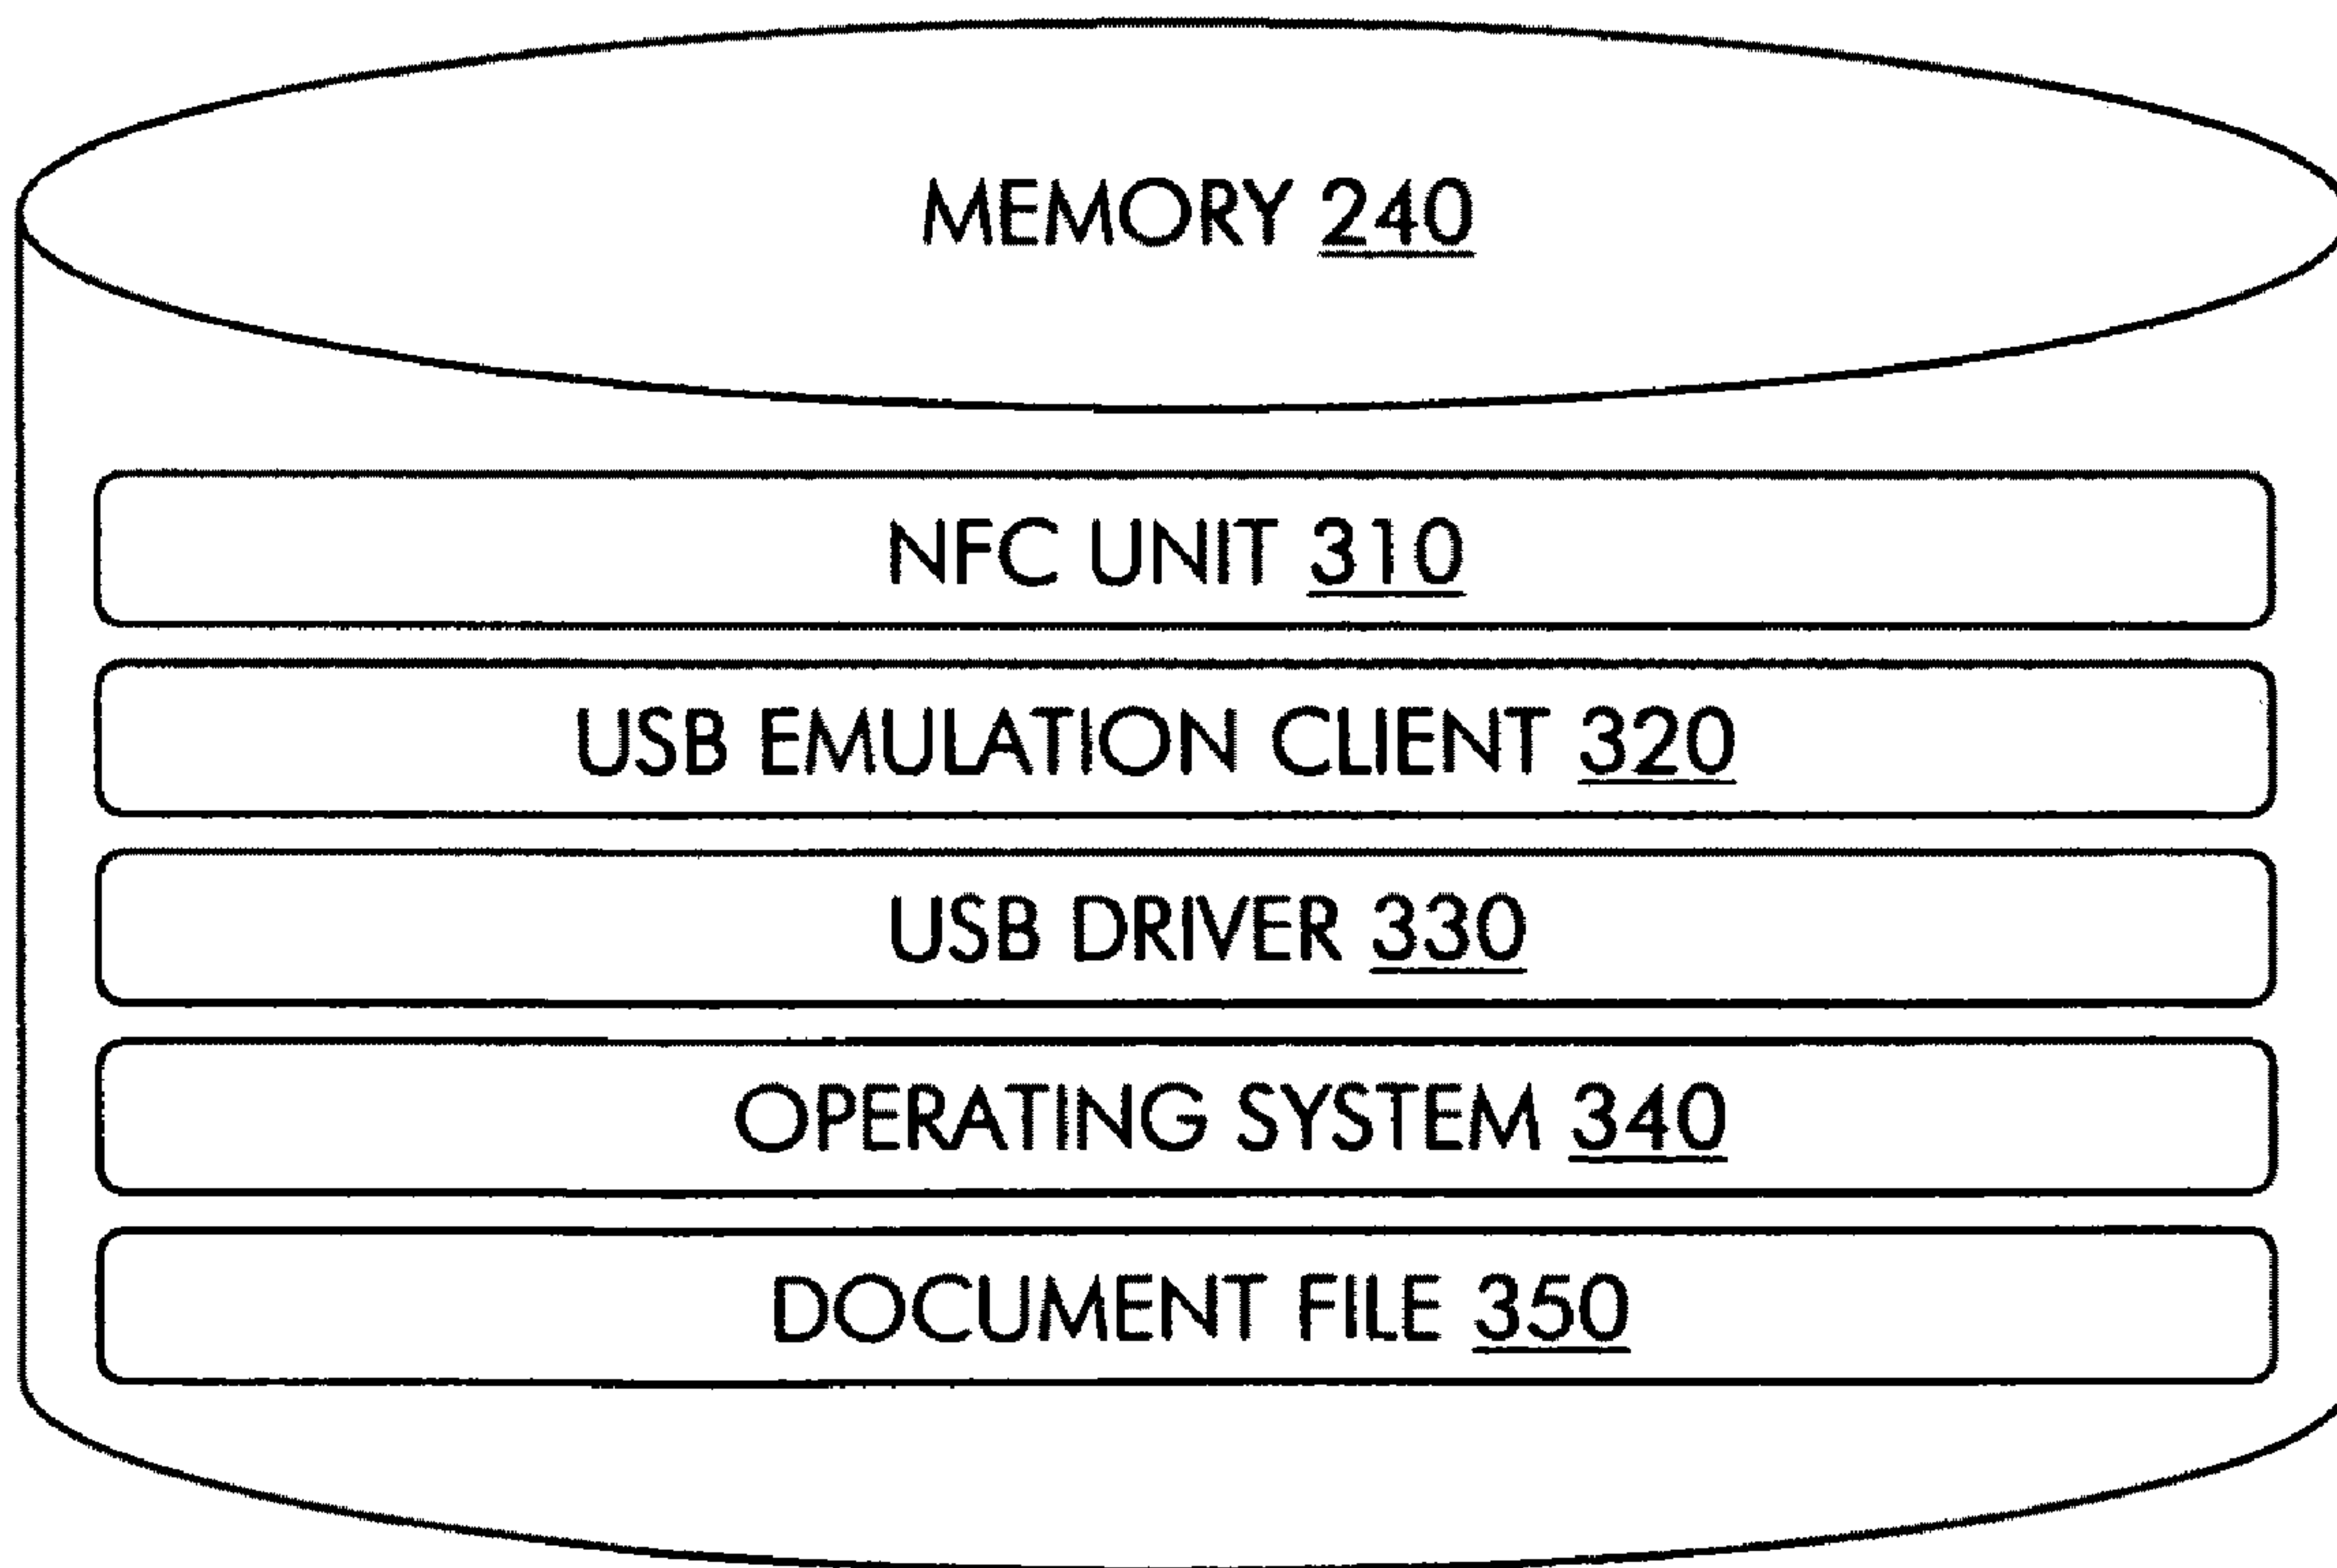 MEMORY 240
NFC UNIT 310
USB EMULATION CLIENT 320
USB DRIVER 330
OPERATING SYSTEM 340
DOCUMENT FILE 350